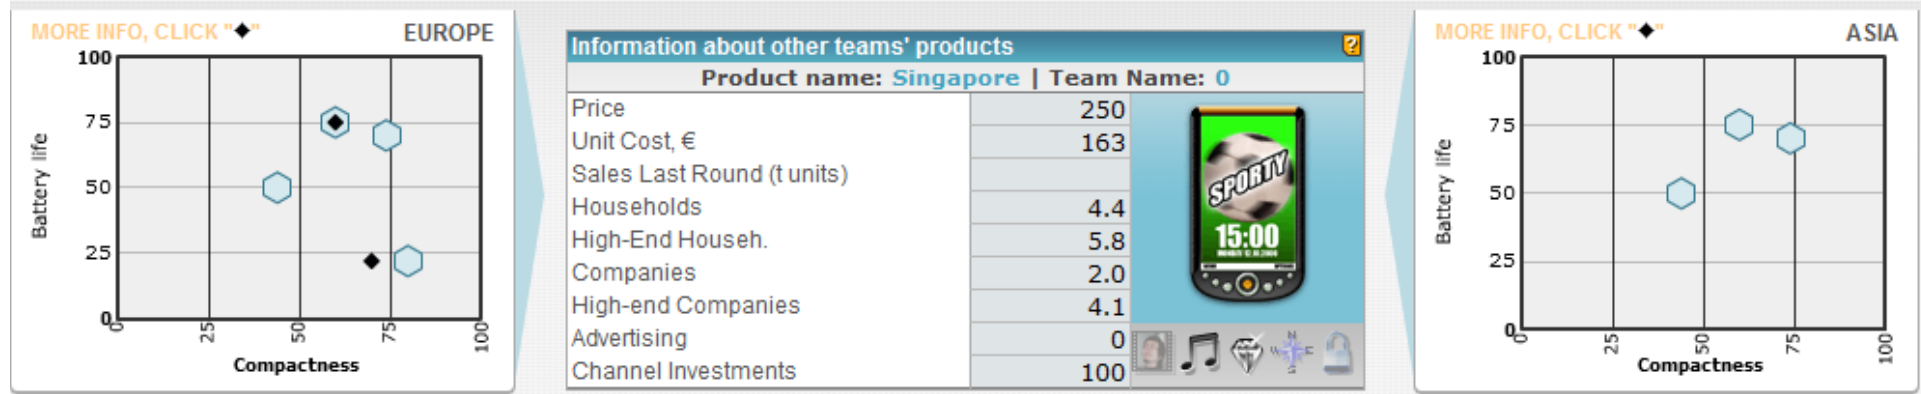 MORE INFO, CLICK "◆"
EUROPE
100
75
50
25
0
0
25
50
75
100
Battery life
Compactness
Information about other teams' products
?
Product name: Singapore | Team Name: 0
Price 250
Unit Cost, € 163
Sales Last Round (t units)
Households 4.4
High-End Househ. 5.8
Companies 2.0
High-end Companies 4.1
Advertising 0
Channel Investments 100
SPORTY
15:00
N
W E
S
MORE INFO, CLICK "◆"
ASIA
100
75
50
25
0
0
25
50
75
100
Battery life
Compactness